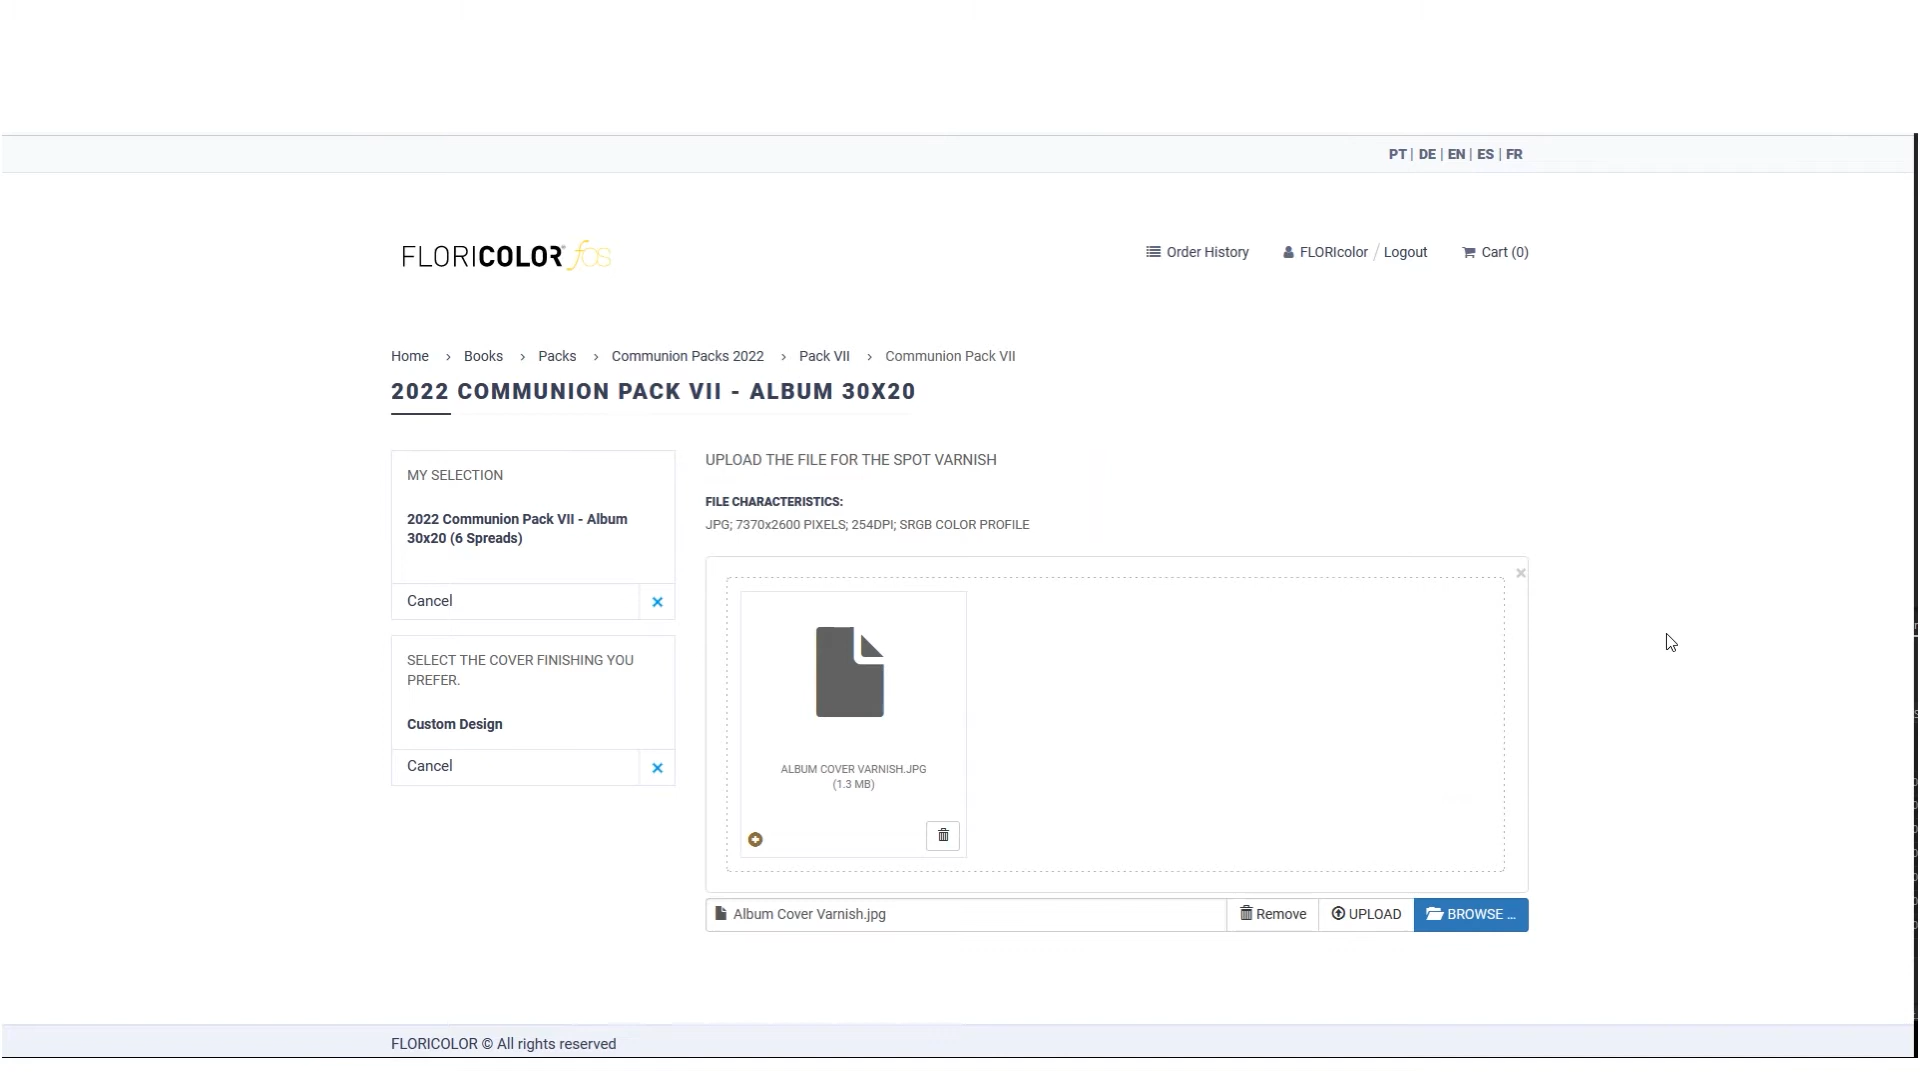 PT | DE | EN | ES | FR
FLORICOLOR® fos
Order History
FLORIcolor / Logout
Cart (0)
Home › Books › Packs › Communion Packs 2022 › Pack VII › Communion Pack VII
2022 COMMUNION PACK VII - ALBUM 30X20
MY SELECTION
2022 Communion Pack VII - Album
30x20 (6 Spreads)
Cancel
SELECT THE COVER FINISHING YOU
PREFER.
Custom Design
Cancel
UPLOAD THE FILE FOR THE SPOT VARNISH
FILE CHARACTERISTICS:
JPG; 7370x2600 PIXELS; 254DPI; SRGB COLOR PROFILE
ALBUM COVER VARNISH.JPG
(1.3 MB)
Album Cover Varnish.jpg
Remove
UPLOAD
BROWSE ...
FLORICOLOR © All rights reserved